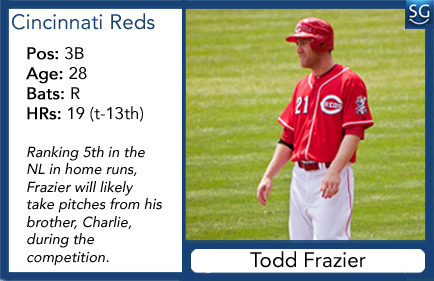 Cincinnati Reds
SG
Pos: 3B
Age: 28
Bats: R
HRs: 19 (t-13th)
Ranking 5th in the
NL in home runs,
Frazier will likely
take pitches from his
brother, Charlie,
during the
competition.
21
REDS
Todd Frazier